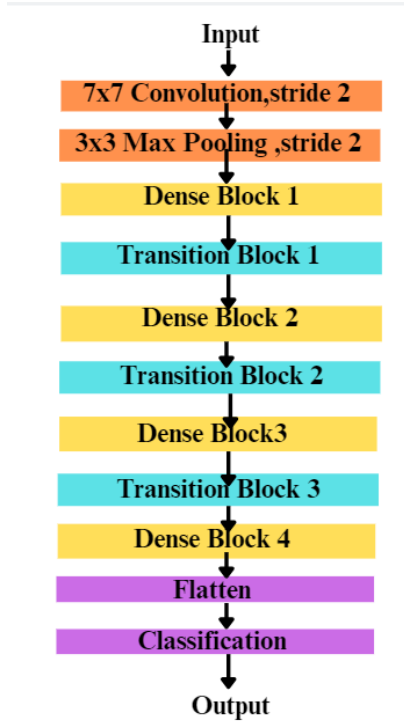 Input
7x7 Convolution,stride 2
3x3 Max Pooling ,stride 2
Dense Block 1
Transition Block 1
Dense Block 2
Transition Block 2
Dense Block3
Transition Block 3
Dense Block 4
Flatten
Classification
Output